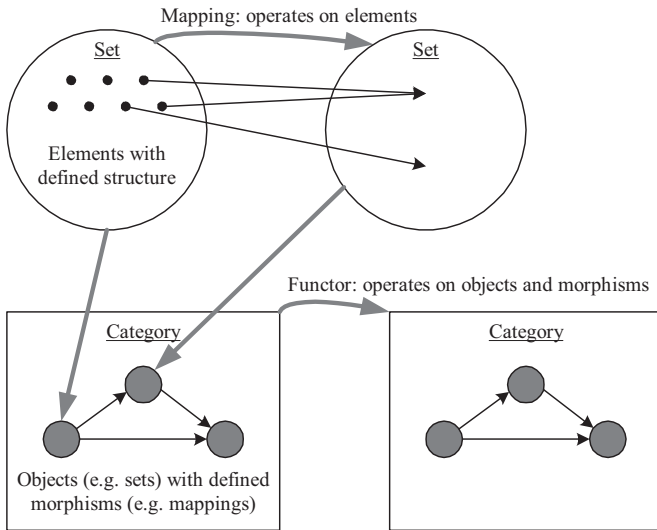 Mapping: operates on elements
Set
Set
Elements with
defined structure
Functor: operates on objects and morphisms
Category
Category
Objects (e.g. sets) with defined
morphisms (e.g. mappings)